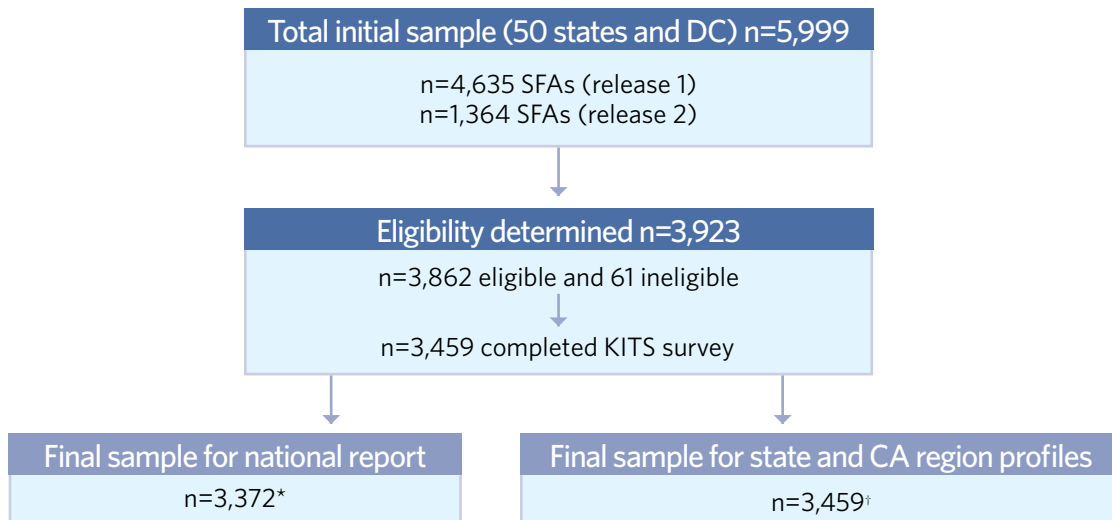 Total initial sample (50 states and DC) n=5,999
n=4,635 SFAs (release 1)
n=1,364 SFAs (release 2)
Eligibility determined n=3,923
n=3,862 eligible and 61 ineligible
n=3,459 completed KITS survey
Final sample for national report
n=3,372*
Final sample for state and CA region profiles
n=3,459†